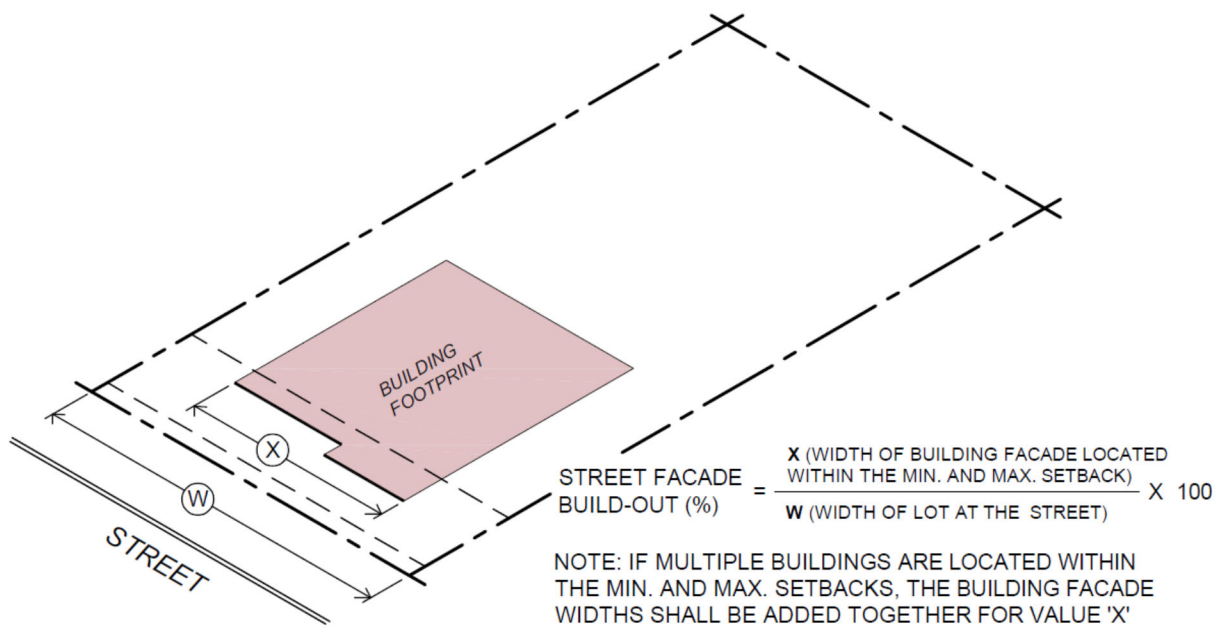 BUILDING
FOOTPRINT
X
W
STREET
STREET FACADE
BUILD-OUT (%)
=
X (WIDTH OF BUILDING FACADE LOCATED
WITHIN THE MIN. AND MAX. SETBACK)
W (WIDTH OF LOT AT THE STREET)
X 100
NOTE: IF MULTIPLE BUILDINGS ARE LOCATED WITHIN
THE MIN. AND MAX. SETBACKS, THE BUILDING FACADE
WIDTHS SHALL BE ADDED TOGETHER FOR VALUE 'X'